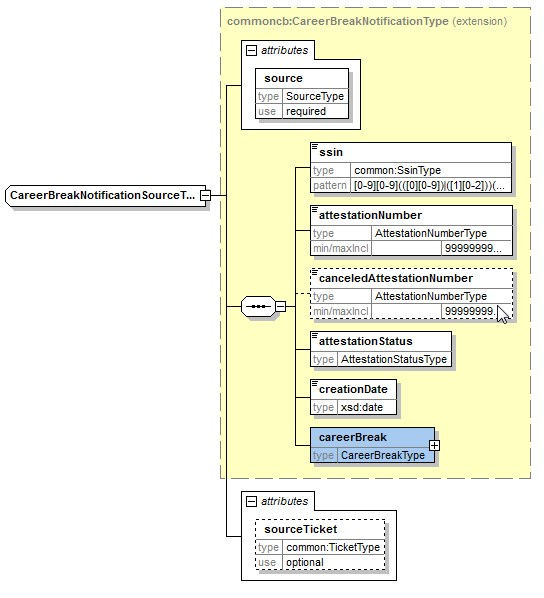 commoncb:CareerBreakNotificationType (extension)
attributes
source
type SourceType
use required
ssin
type common:SsinType
pattern [0-9][0-9](([0][0-9])|([1][0-2]))(...
CareerBreakNotificationSourceT...
attestationNumber
type AttestationNumberType
min/maxIncl 99999999...
canceledAttestationNumber
type AttestationNumberType
min/maxIncl 99999999...
attestationStatus
type AttestationStatusType
creationDate
type xsd:date
careerBreak
type CareerBreakType
attributes
sourceTicket
type common:TicketType
use optional